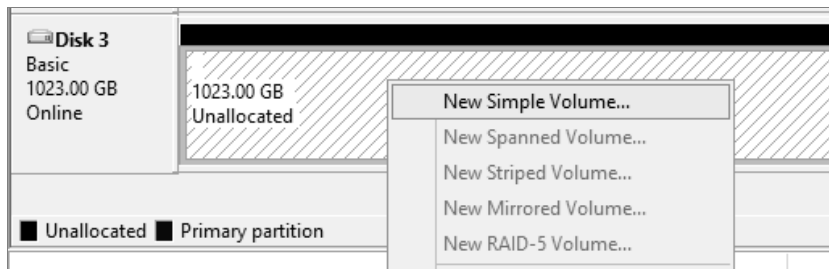 Disk 3
Basic
1023.00 GB
Online
1023.00 GB
Unallocated
New Simple Volume...
New Spanned Volume...
New Striped Volume...
New Mirrored Volume...
New RAID-5 Volume...
Unallocated Primary partition